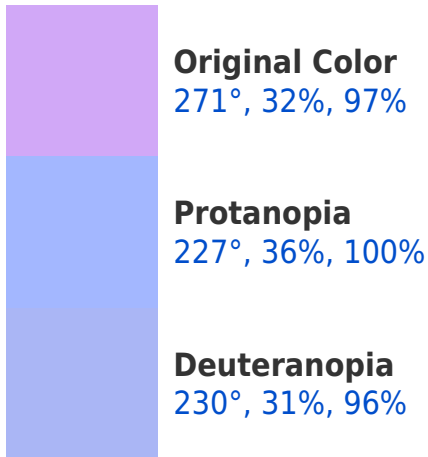 Original Color
271°, 32%, 97%
Protanopia
227°, 36%, 100%
Deuteranopia
230°, 31%, 96%